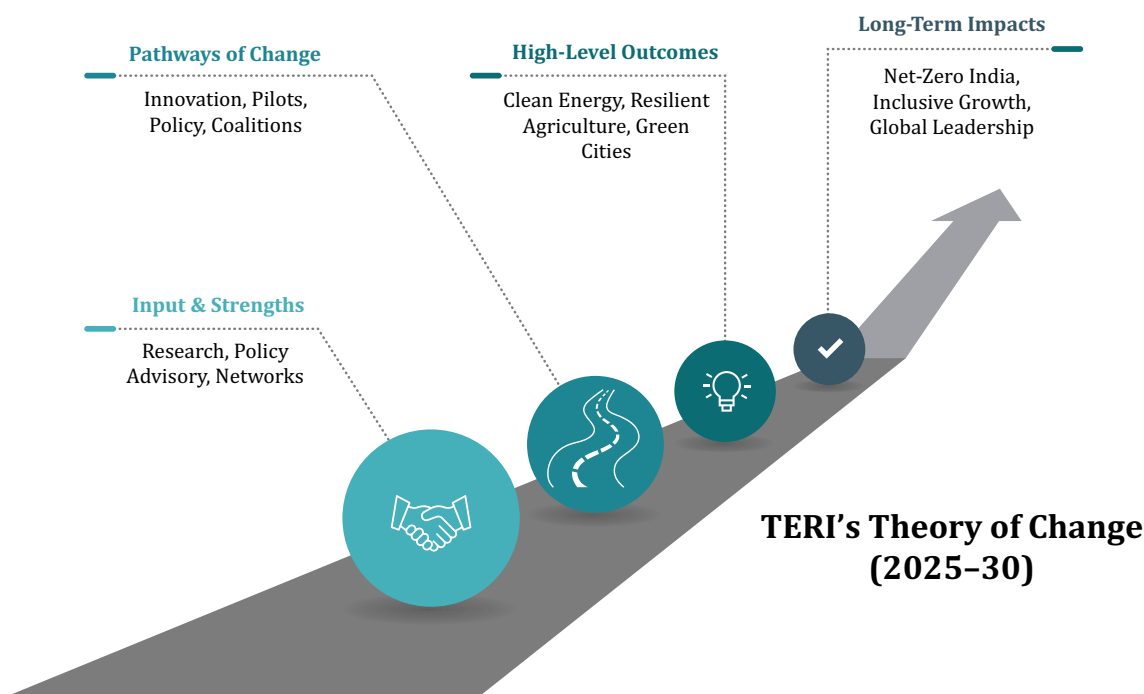 Long-Term Impacts
Net-Zero India,
Inclusive Growth,
Global Leadership
High-Level Outcomes
Clean Energy, Resilient
Agriculture, Green
Cities
Pathways of Change
Innovation, Pilots,
Policy, Coalitions
Input & Strengths
Research, Policy
Advisory, Networks
TERI’s Theory of Change
(2025–30)